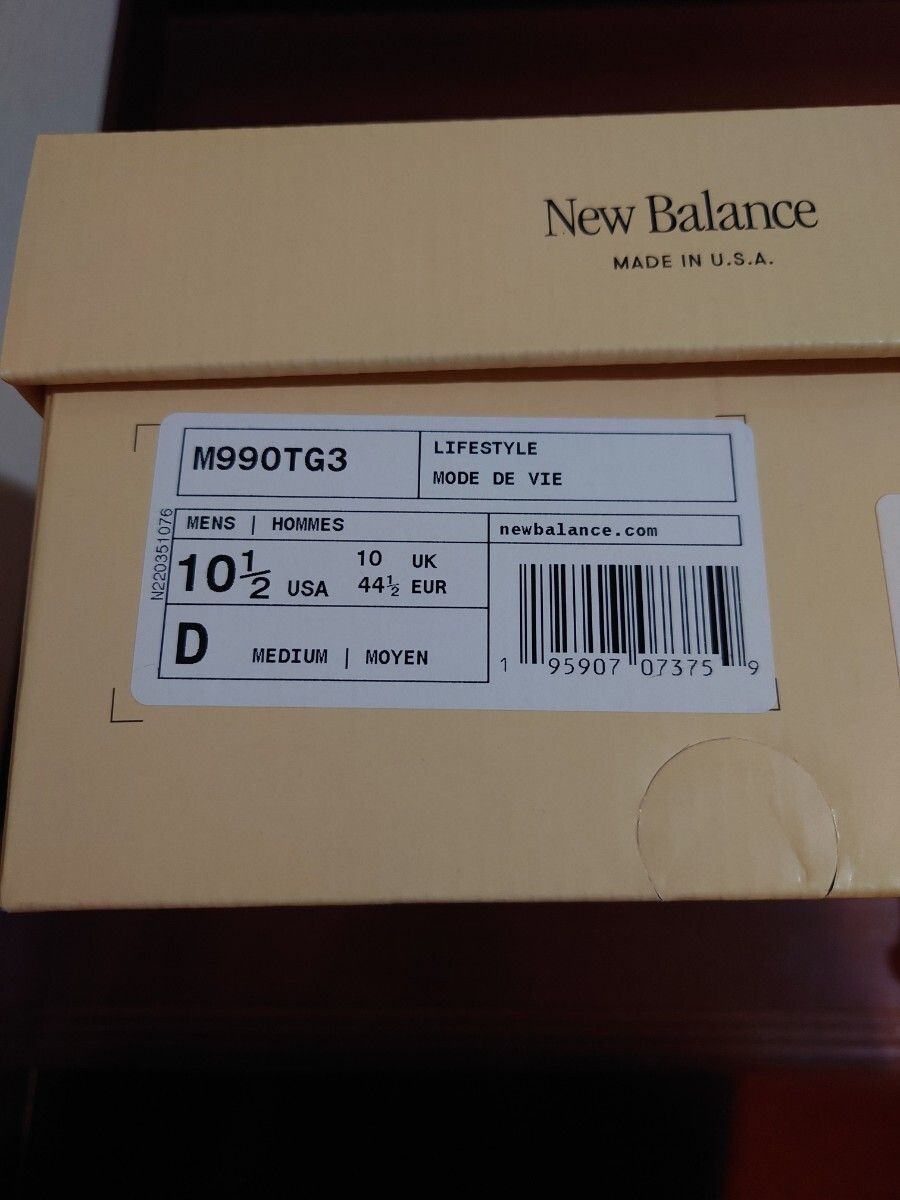 New Balance
MADE IN U.S.A.
M990TG3
LIFESTYLE
MODE DE VIE
N220351076
MENS | HOMMES
10½ USA
10 UK
44½ EUR
D MEDIUM | MOYEN
newbalance.com
1 95907 07375 9